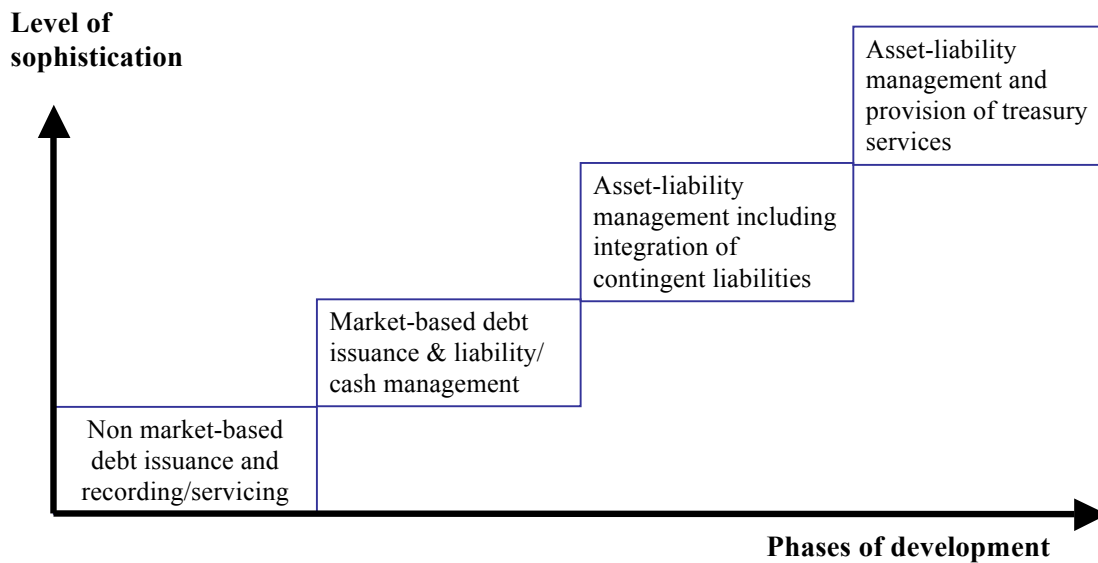 Level of
sophistication
Asset-liability
management and
provision of treasury
services
Asset-liability
management including
integration of
contingent liabilities
Market-based debt
issuance & liability/
cash management
Non market-based
debt issuance and
recording/servicing
Phases of development